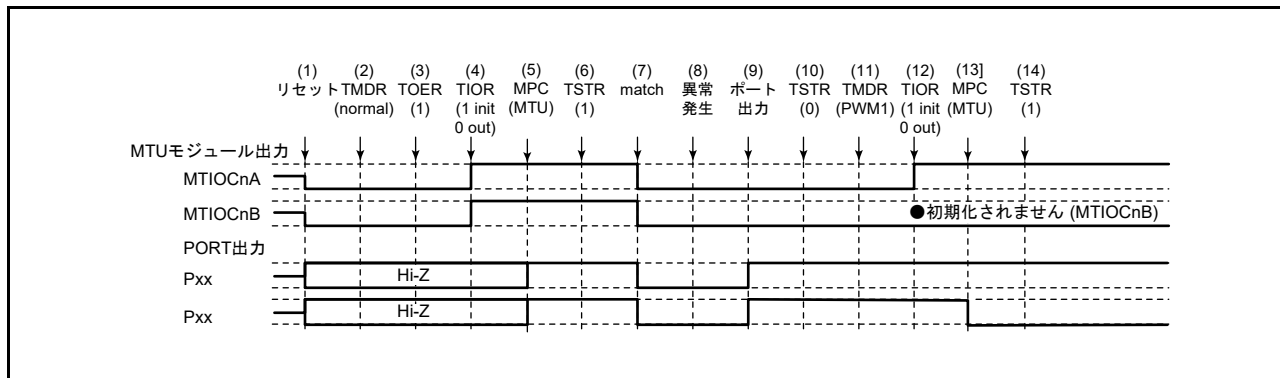 (1) (2) (3) (4) (5) (6) (7) (8) (9) (10) (11) (12) (13] (14)
リセット TMDR TOER TIOR MPC TSTR match 異常 ポート TSTR TMDR TIOR MPC TSTR
(normal) (1) (1 init (MTU) (1) 発生 出力 (0) (PWM1) (1 init (MTU) (1)
0 out) 0 out)
MTUモジュール出力
MTIOCnA
MTIOCnB ●初期化されません (MTIOCnB)
PORT出力
Pxx Hi-Z
Pxx Hi-Z